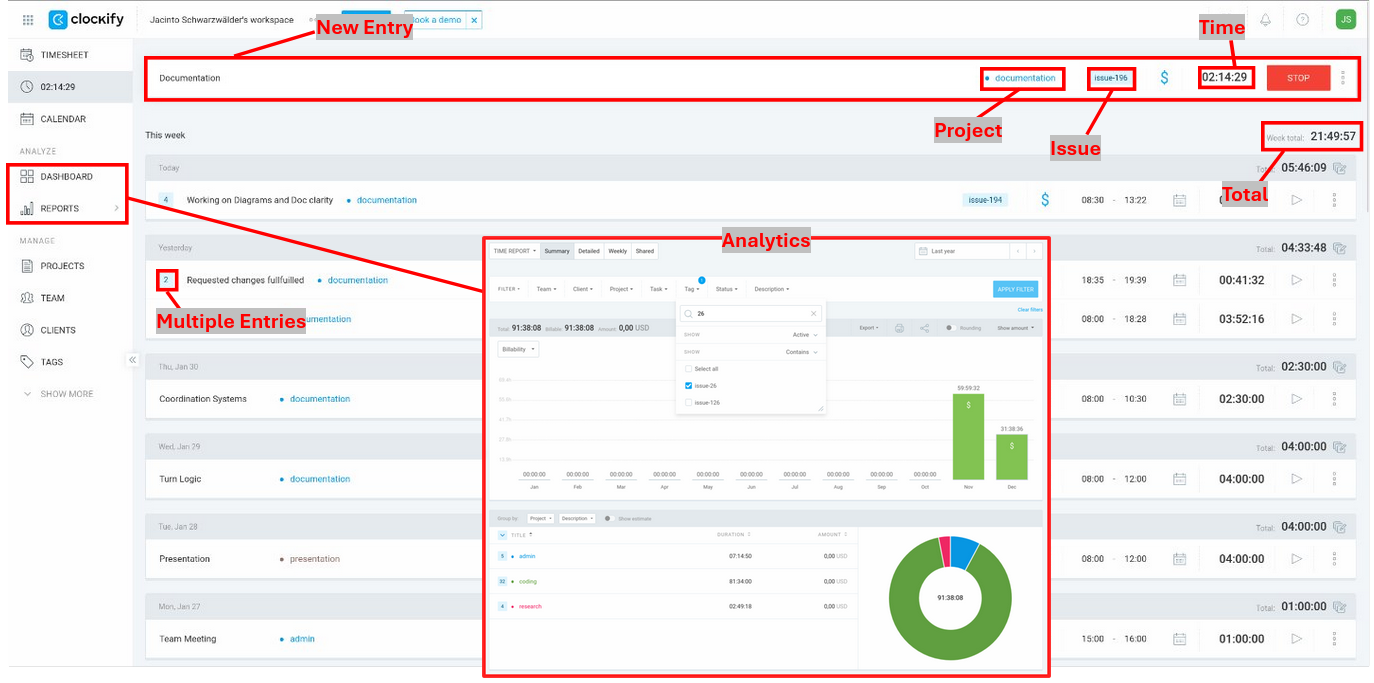 clockify Jacinto Schwarzwälder's workspace Book a demo × JS
New Entry
Time
TIMESHEET
02:14:29
CALENDAR
ANALYZE
DASHBOARD
REPORTS
MANAGE
PROJECTS
TEAM
CLIENTS
TAGS
SHOW MORE
Documentation documentation issue-196 $ 02:14:29 STOP
Project
Issue
This week Week total: 21:49:57
Total
Today Total: 05:46:09
4 Working on Diagrams and Doc clarity documentation issue-194 $ 08:30 - 13:22
Yesterday Total: 04:33:48
2 Requested changes fullfuilled documentation 18:35 - 19:39 00:41:32
Multiple Entries
08:00 - 18:28 03:52:16
Thu, Jan 30 Total: 02:30:00
Coordination Systems documentation 08:00 - 10:30 02:30:00
Wed, Jan 29 Total: 04:00:00
Turn Logic documentation 08:00 - 12:00 04:00:00
Tue, Jan 28 Total: 04:00:00
Presentation presentation 08:00 - 12:00 04:00:00
Mon, Jan 27 Total: 01:00:00
Team Meeting admin 15:00 - 16:00 01:00:00
Analytics
TIME REPORT Summary Detailed Weekly Shared Last year
FILTER Team Client Project Task Tag Status Description APPLY FILTER
Clear filters
26
SHOW Active
SHOW Contains
Select all
issue-26
issue-126
Total: 91:38:08 Billable: 91:38:08 Amount: 0,00 USD Export Rounding Show amount
Billability
59:59:32
31:38:36
00:00:00 00:00:00 00:00:00 00:00:00 00:00:00 00:00:00 00:00:00 00:00:00 00:00:00 00:00:00
Jan Feb Mar Apr May Jun Jul Aug Sep Oct Nov Dec
Group by: Project Description Show estimate
TITLE DURATION AMOUNT
5 admin 07:14:50 0,00 USD
92 coding 81:34:00 0,00 USD
4 research 02:49:18 0,00 USD
91:38:08